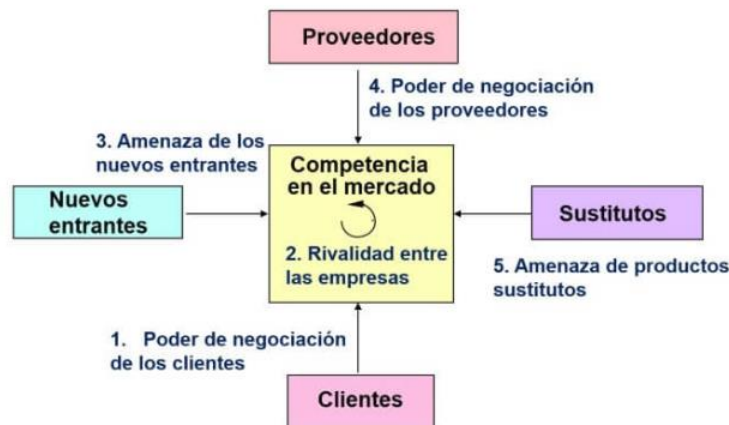 Proveedores
4. Poder de negociación
de los proveedores
3. Amenaza de los
nuevos entrantes
Competencia
en el mercado
Nuevos
entrantes
Sustitutos
2. Rivalidad entre
las empresas
5. Amenaza de productos
sustitutos
1. Poder de negociación
de los clientes
Clientes